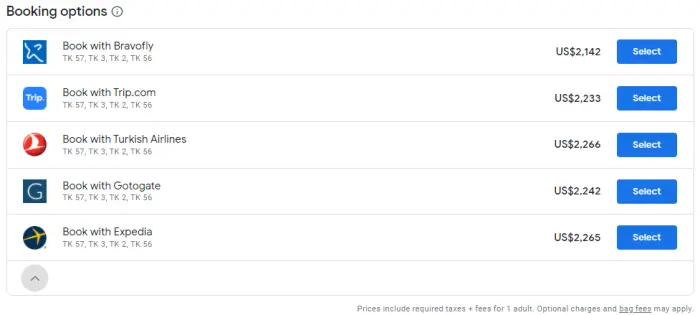 Booking options
Book with Bravofly
US$2,142
Select
TK 57, TK 3, TK 2, TK 56
Trip.
Book with Trip.com
US$2,233
Select
TK 57, TK 3, TK 2, TK 56
Book with Turkish Airlines
US$2,266
Select
TK 57, TK 3, TK 2, TK 56
G
Book with Gotogate
US$2,242
Select
TK 57, TK 3, TK 2, TK 56
Book with Expedia
US$2,265
Select
TK 57, TK 3, TK 2, TK 56
Prices include required taxes + fees for 1 adult. Optional charges and bag fees may apply.